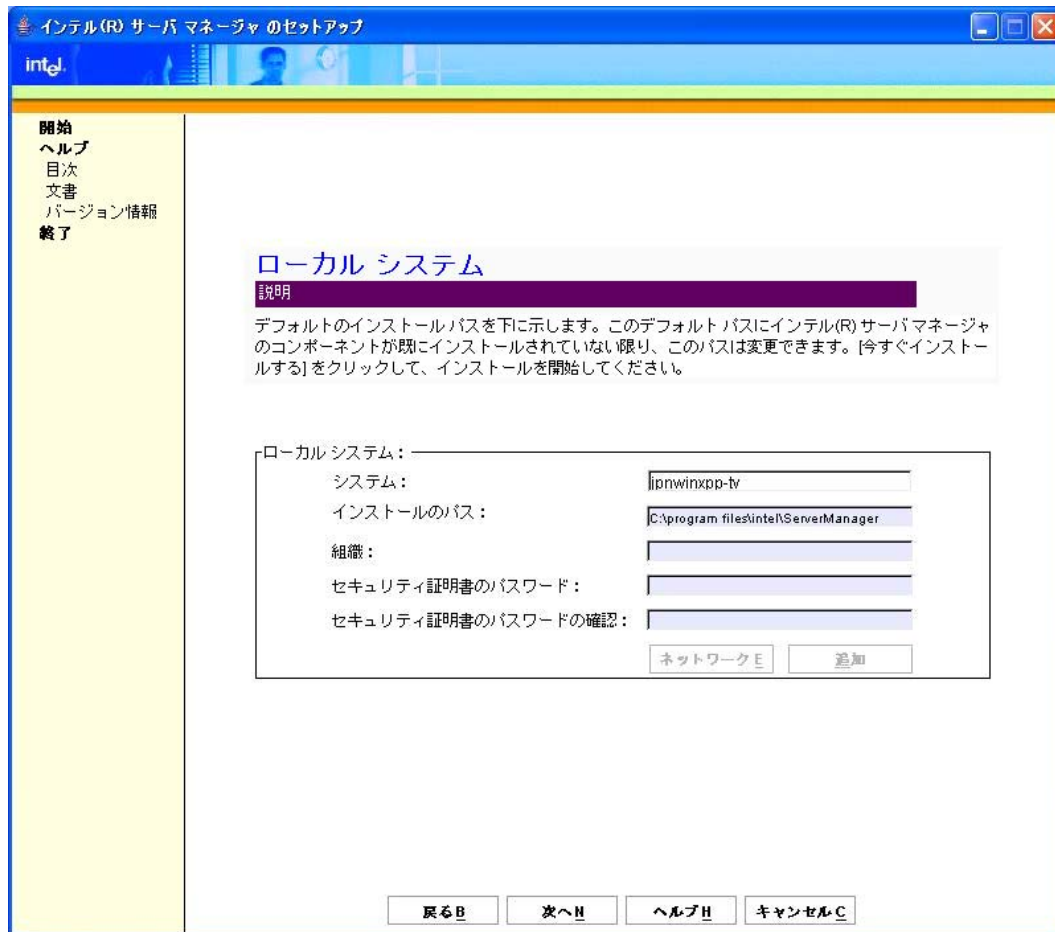 インテル(R) サーバ マネージャ のセットアップ
intel.
開始
ヘルプ
目次
文書
バージョン情報
終了
ローカル システム
説明
デフォルトのインストール パスを下に示します。このデフォルト パスにインテル(R) サーバ マネージャ
のコンポーネントが既にインストールされていない限り、このパスは変更できます。[今すぐインストー
ルする] をクリックして、インストールを開始してください。
ローカル システム：
システム： jpnwinxpp-tv
インストールのパス： C:\program files\intel\ServerManager
組織：
セキュリティ証明書のパスワード：
セキュリティ証明書のパスワードの確認：
ネットワーク E 追加
戻る B 次へ N ヘルプ H キャンセル C